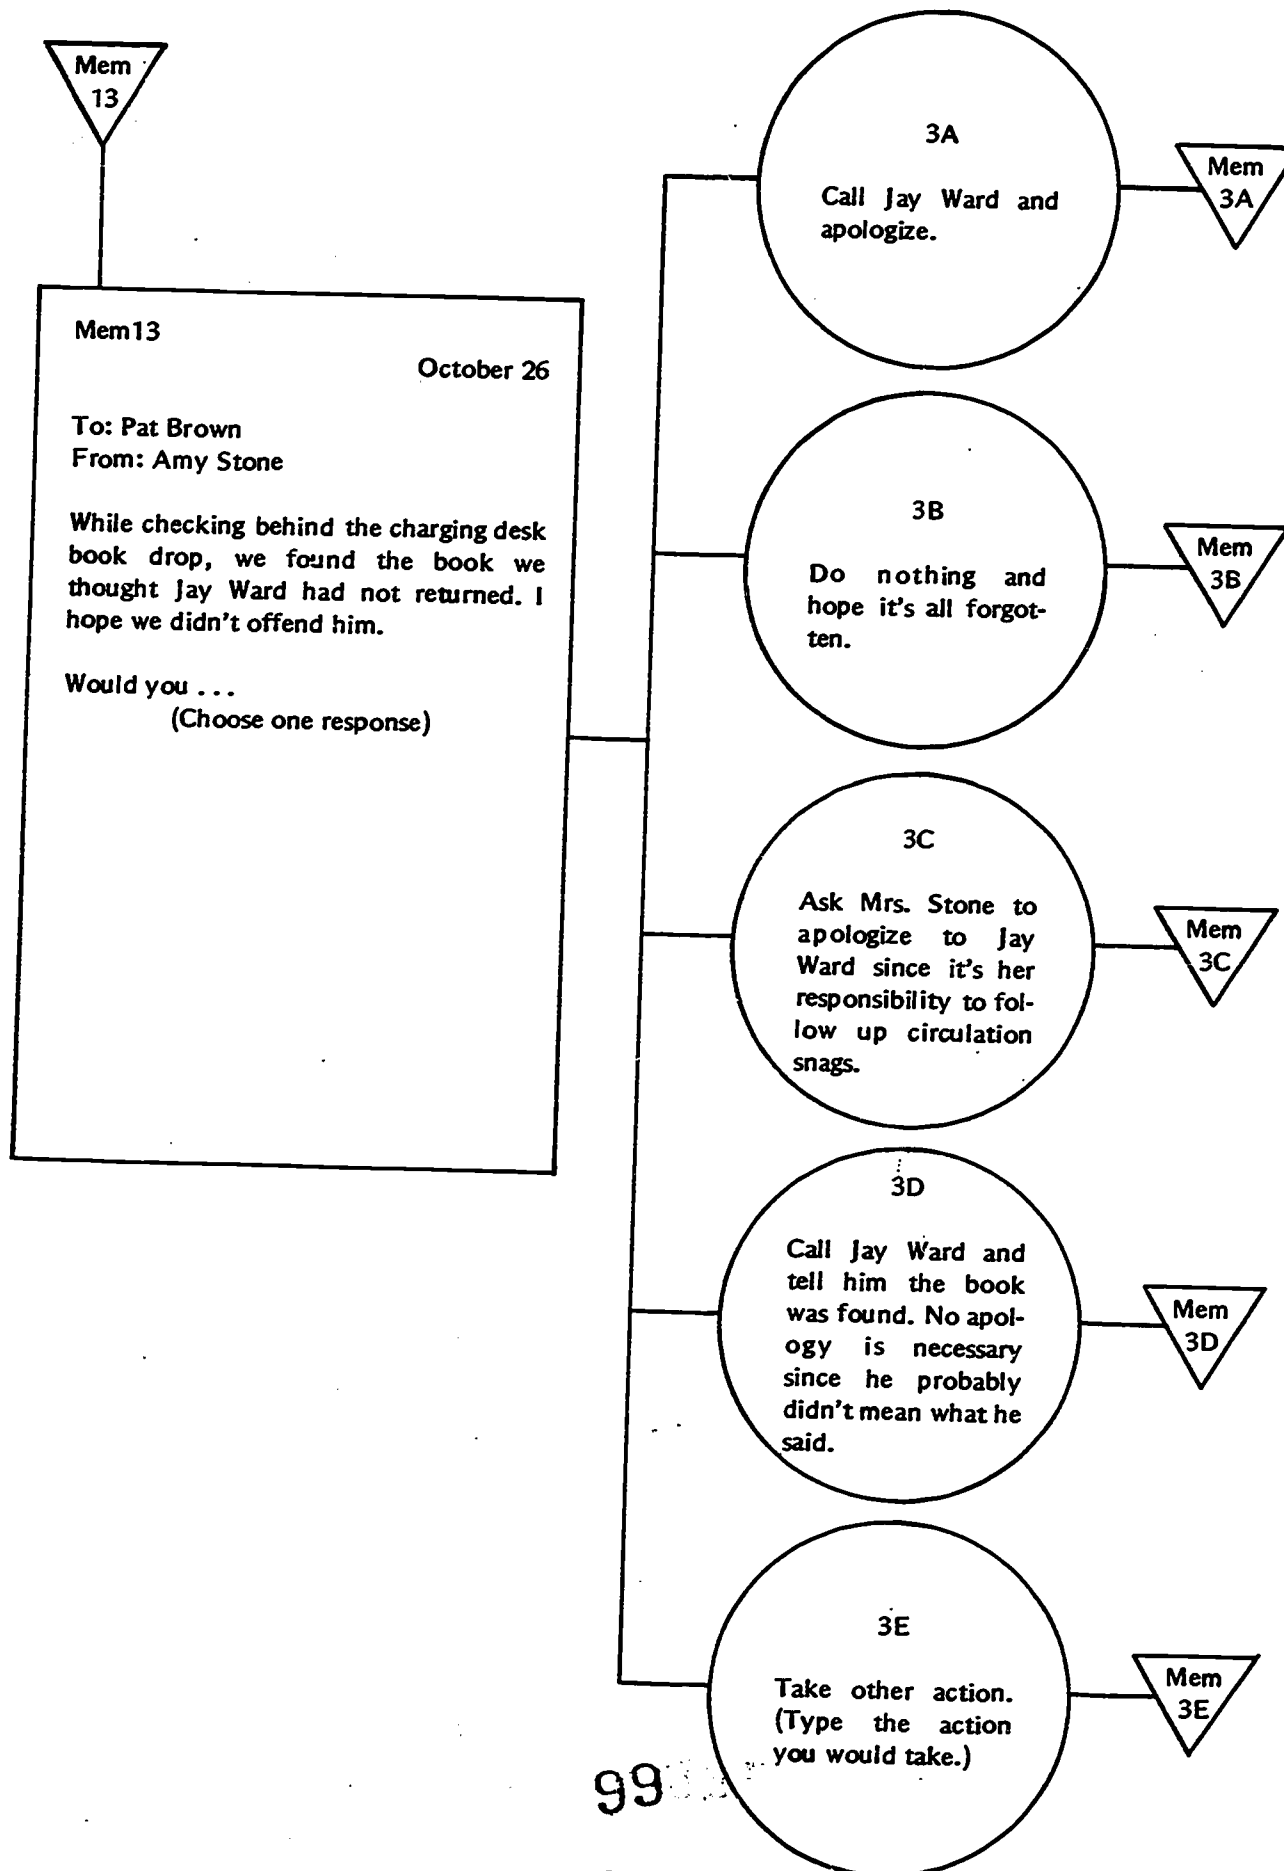 Mem
13
Mem13
October 26
To: Pat Brown
From: Amy Stone
While checking behind the charging desk
book drop, we found the book we
thought Jay Ward had not returned. I
hope we didn't offend him.
Would you ...
(Choose one response)
3A
Call Jay Ward and
apologize.
Mem
3A
3B
Do nothing and
hope it's all forgot-
ten.
Mem
3B
3C
Ask Mrs. Stone to
apologize to Jay
Ward since it's her
responsibility to fol-
low up circulation
snags.
Mem
3C
3D
Call Jay Ward and
tell him the book
was found. No apol-
ogy is necessary
since he probably
didn't mean what he
said.
Mem
3D
3E
Take other action.
(Type the action
you would take.)
Mem
3E
99